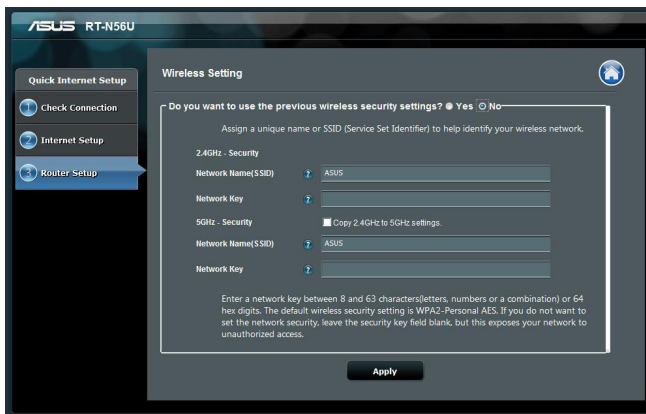 ASUS RT-N56U
Quick Internet Setup
1 Check Connection
2 Internet Setup
3 Router Setup
Wireless Setting
Do you want to use the previous wireless security settings? Yes No
Assign a unique name or SSID (Service Set Identifier) to help identify your wireless network.
2.4GHz - Security
Network Name(SSID) ? ASUS
Network Key ?
5GHz - Security Copy 2.4GHz to 5GHz settings.
Network Name(SSID) ? ASUS
Network Key ?
Enter a network key between 8 and 63 characters(letters, numbers or a combination) or 64
hex digits. The default wireless security setting is WPA2-Personal AES. If you do not want to
set the network security, leave the security key field blank, but this exposes your network to
unauthorized access.
Apply